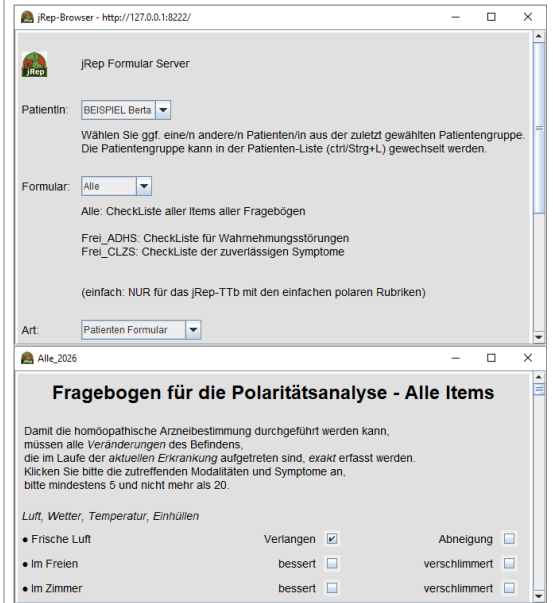 jRep-Browser - http://127.0.0.1:8222/
jRep
jRep Formular Server
PatientIn: BEISPIEL Berta
Wählen Sie ggf. eine/n andere/n Patienten/in aus der zuletzt gewählten Patientengruppe.
Die Patientengruppe kann in der Patienten-Liste (ctrl/Strg+L) gewechselt werden.
Formular: Alle
Alle: CheckListe aller Items aller Fragebögen
Frei_ADHS: CheckListe für Wahrnehmungsstörungen
Frei_CLZS: CheckListe der zuverlässigen Symptome
(einfach: NUR für das jRep-TTb mit den einfachen polaren Rubriken)
Art: Patienten Formular
Alle_2026
Fragebogen für die Polaritätsanalyse - Alle Items
Damit die homöopathische Arzneibestimmung durchgeführt werden kann,
müssen alle Veränderungen des Befindens,
die im Laufe der aktuellen Erkrankung aufgetreten sind, exakt erfasst werden.
Klicken Sie bitte die zutreffenden Modalitäten und Symptome an,
bitte mindestens 5 und nicht mehr als 20.
Luft, Wetter, Temperatur, Einhüllen
• Frische Luft Verlangen Abneigung
• Im Freien bessert verschlimmert
• Im Zimmer bessert verschlimmert